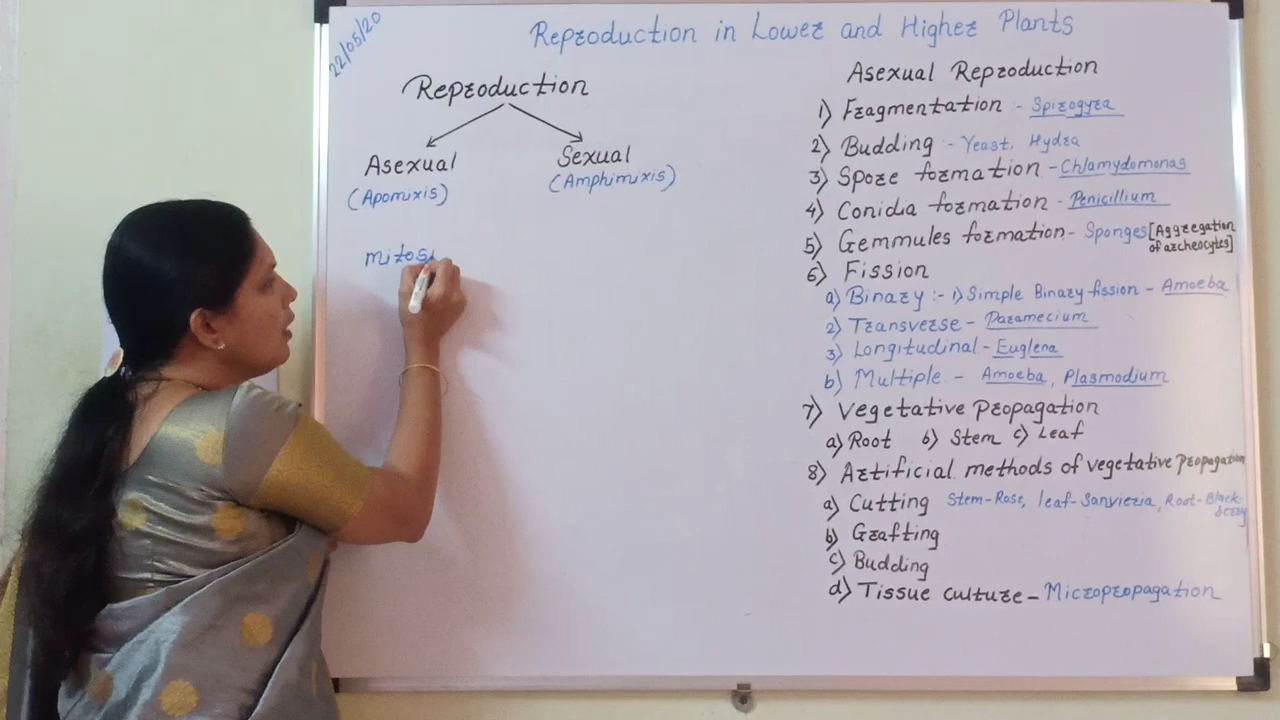 22/05/20
Reproduction in Lower and Higher Plants
Reproduction
Asexual
Sexual
(Apomixis)
(Amphimixis)
mitosi
Asexual Reproduction
1) Fragmentation :- Spirogyra
2) Budding - Yeast, Hydra
3) Spore formation - Chlamydomonas
4) Conidia formation - Penicillium
5) Gemmules formation - Sponges [Aggregation
of archeocytes]
6) Fission
a) Binary :- 1) Simple Binary fission - Amoeba
2) Transverse - Paramecium
3) Longitudinal - Euglena
b) Multiple - Amoeba, Plasmodium
7) Vegetative Propagation
a) Root b) Stem c) Leaf
8) Artificial methods of vegetative propagation
a) Cutting Stem-Rose, leaf-Sanvieria, Root-Black-
berry
b) Grafting
c) Budding
d) Tissue culture - Micropropagation